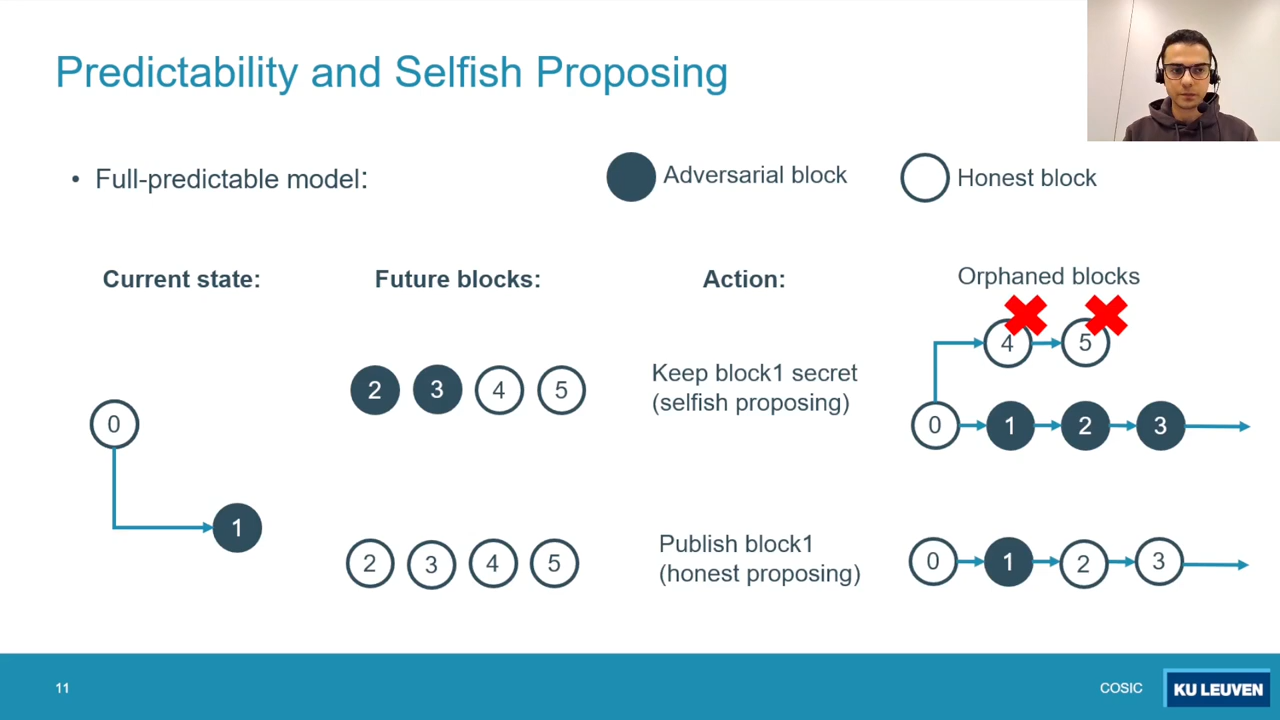 Predictability and Selfish Proposing
• Full-predictable model:
Adversarial block
Honest block
Current state:
Future blocks:
Action:
Orphaned blocks
0
1
2 3 4 5
Keep block1 secret
(selfish proposing)
4 5
0 1 2 3
2 3 4 5
Publish block1
(honest proposing)
0 1 2 3
11
COSIC
KU LEUVEN